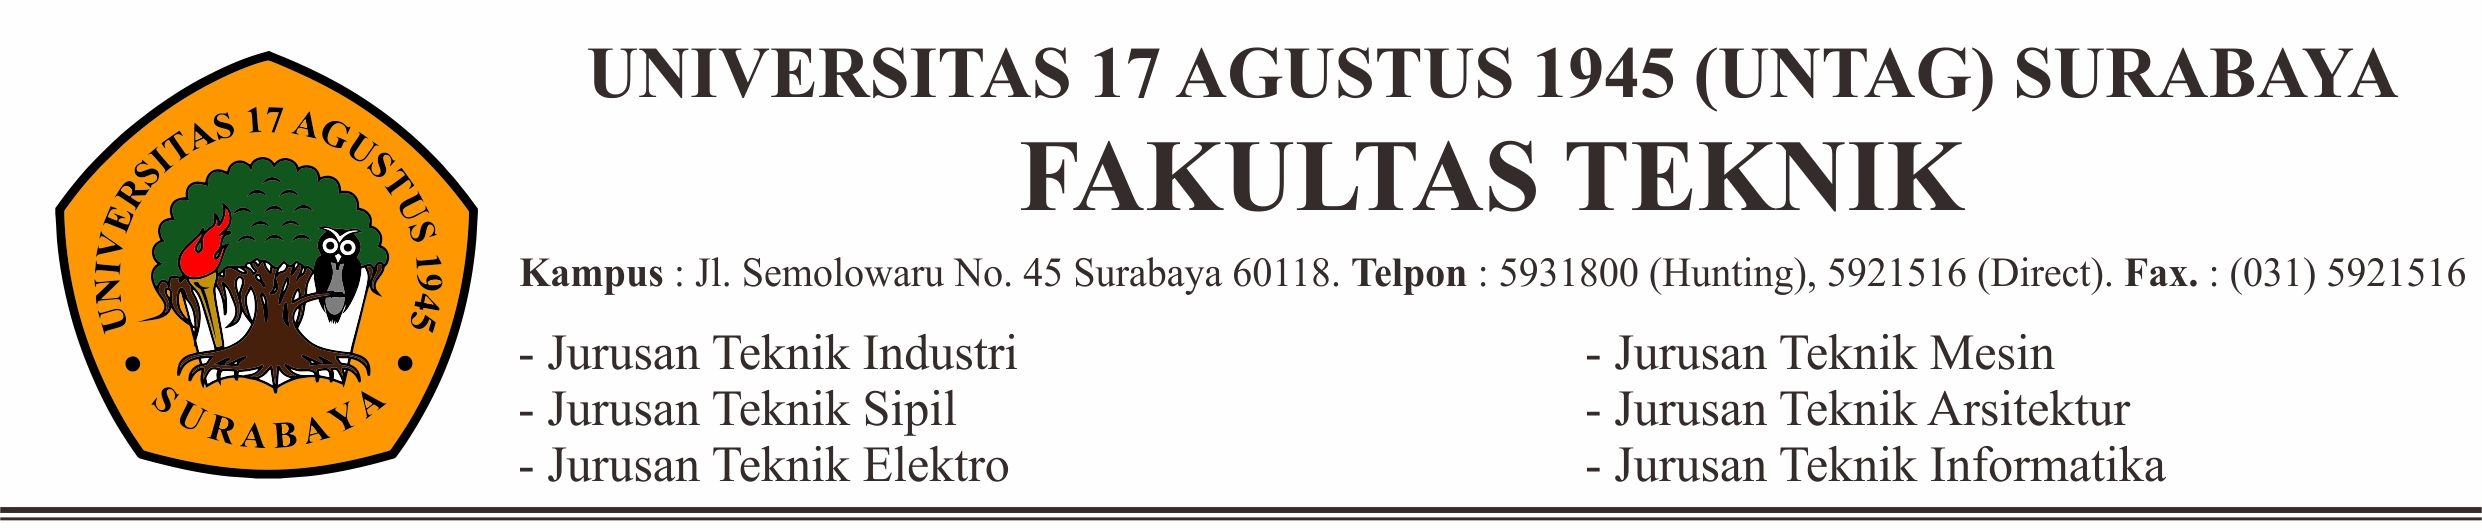 UNIVERSITAS 17 AGUSTUS 1945
SURABAYA
UNIVERSITAS 17 AGUSTUS 1945 (UNTAG) SURABAYA
FAKULTAS TEKNIK
Kampus : Jl. Semolowaru No. 45 Surabaya 60118. Telpon : 5931800 (Hunting), 5921516 (Direct). Fax. : (031) 5921516
- Jurusan Teknik Industri
- Jurusan Teknik Sipil
- Jurusan Teknik Elektro
- Jurusan Teknik Mesin
- Jurusan Teknik Arsitektur
- Jurusan Teknik Informatika